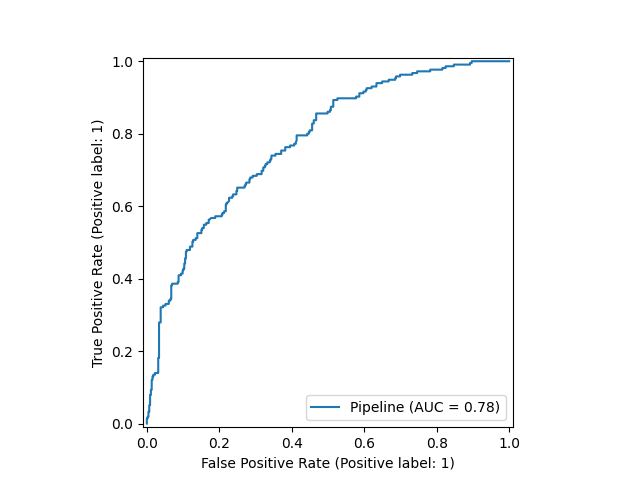 1.0
0.8
0.6
0.4
0.2
0.0
True Positive Rate (Positive label: 1)
Pipeline (AUC = 0.78)
0.0 0.2 0.4 0.6 0.8 1.0
False Positive Rate (Positive label: 1)